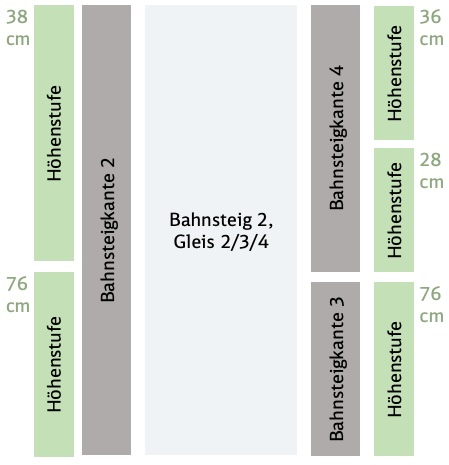 38
cm
Höhenstufe
76
cm
Höhenstufe
Bahnsteigkante 2
Bahnsteig 2,
Gleis 2/3/4
Bahnsteigkante 4
Bahnsteigkante 3
Höhenstufe
36
cm
Höhenstufe
28
cm
Höhenstufe
76
cm